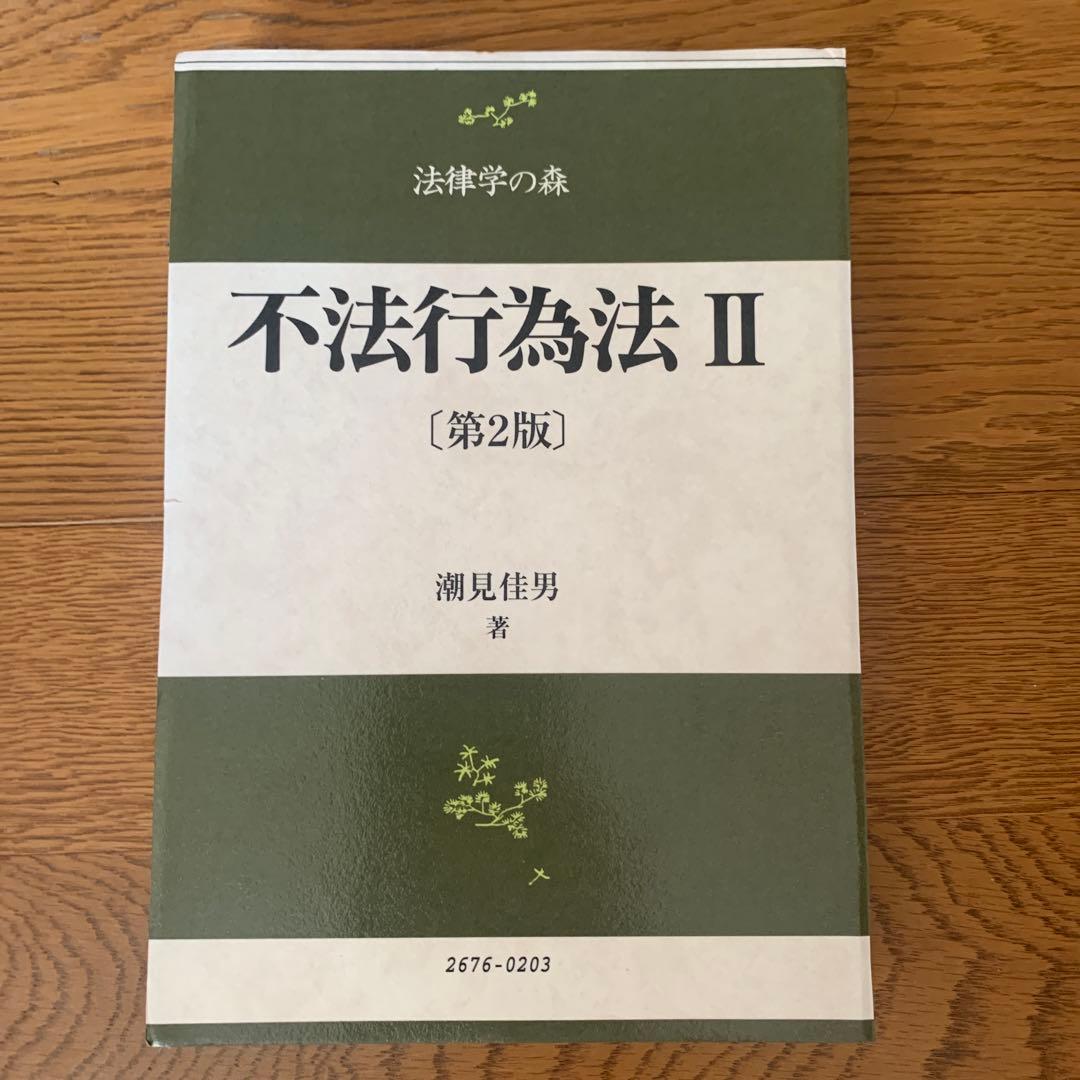 法律学の森
不法行為法 Ⅱ
〔第2版〕
潮見佳男
著
2676-0203